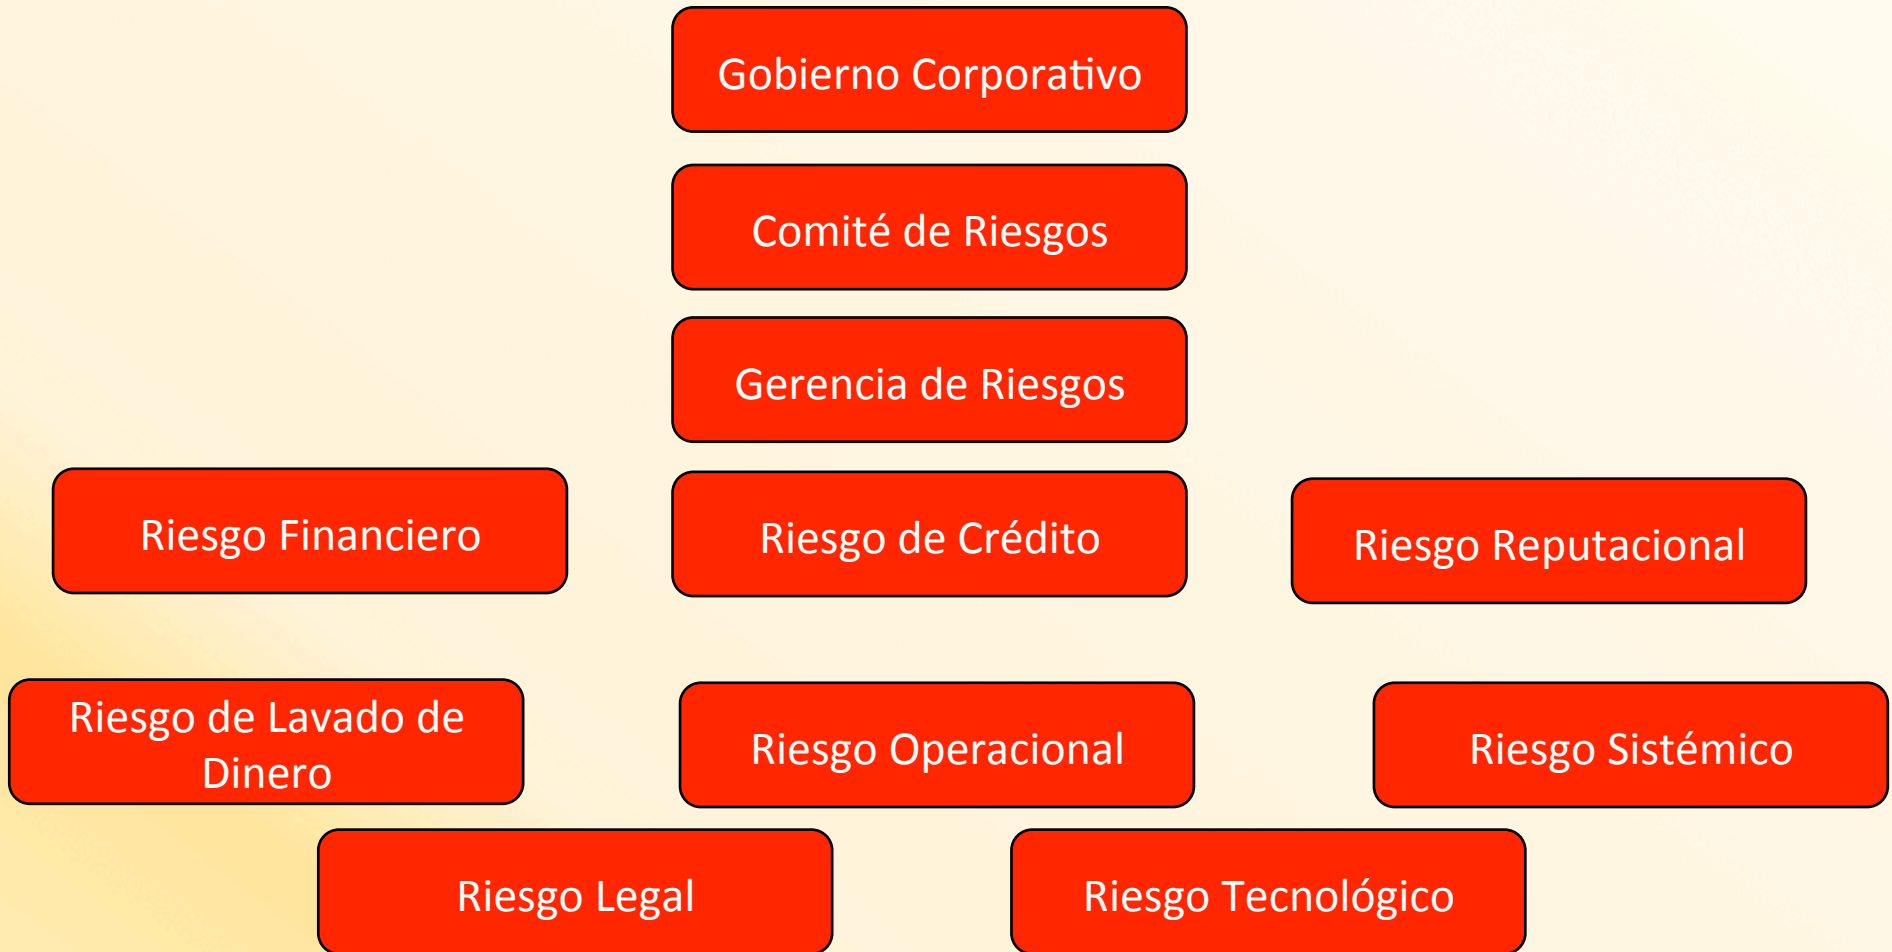 Gobierno Corporativo
Comité de Riesgos
Gerencia de Riesgos
Riesgo Financiero
Riesgo de Crédito
Riesgo Reputacional
Riesgo de Lavado de
Dinero
Riesgo Operacional
Riesgo Sistémico
Riesgo Legal
Riesgo Tecnológico